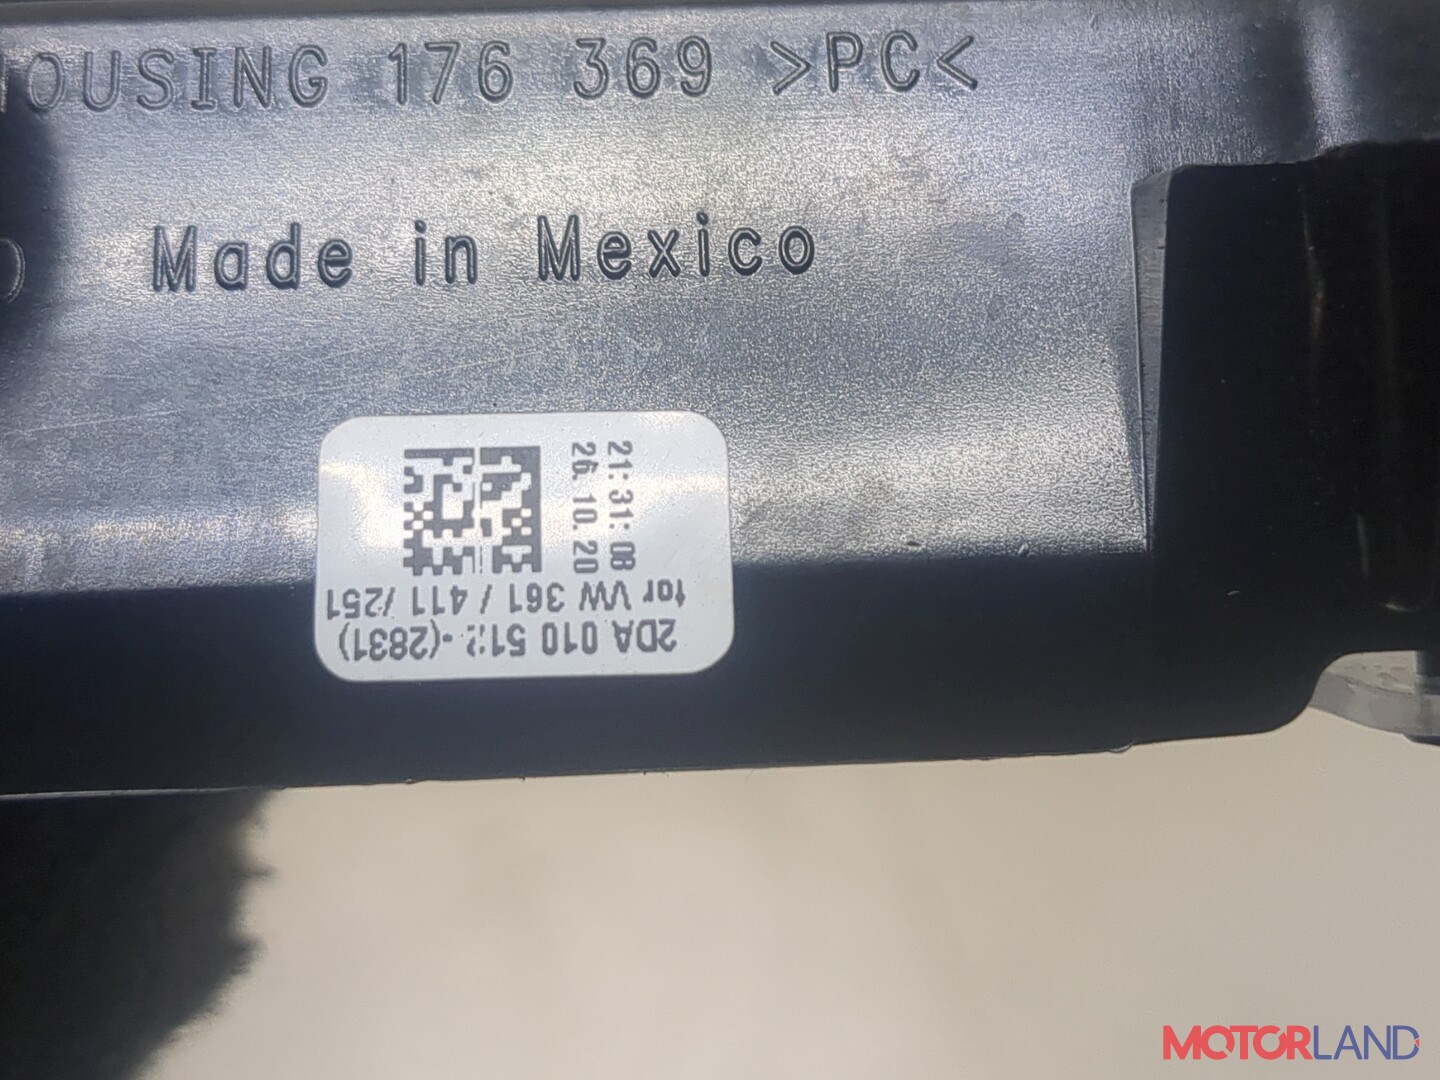 HOUSING 176 369 >PC<
Made in Mexico
21:31:08
26.10.20
2DA 010 512-(2831)
for VW 361 / 411 /251
MOTORLAND